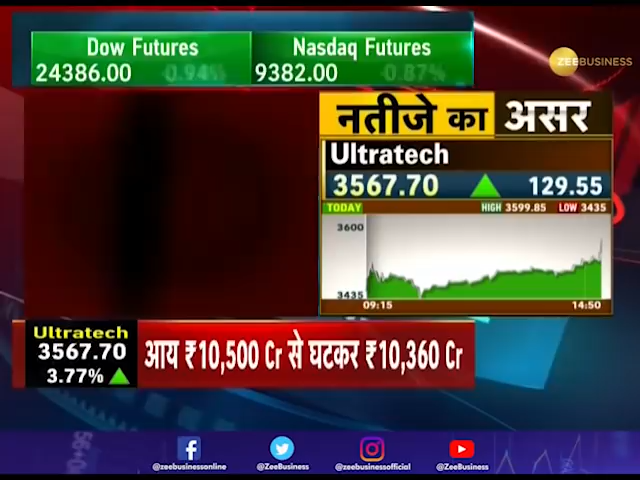 Dow Futures
Nasdaq Futures
24386.00 -0.94%
9382.00 -0.87%
ZEEBUSINESS
नतीजे का असर
Ultratech
3567.70 129.55
TODAY HIGH 3599.85 LOW 3435
3600
3435
09:15 14:50
Ultratech
3567.70
3.77%
आय ₹10,500 Cr से घटकर ₹10,360 Cr
@zeebusinessonline @ZeeBusiness @zeebusinessofficial @ZeeBusiness